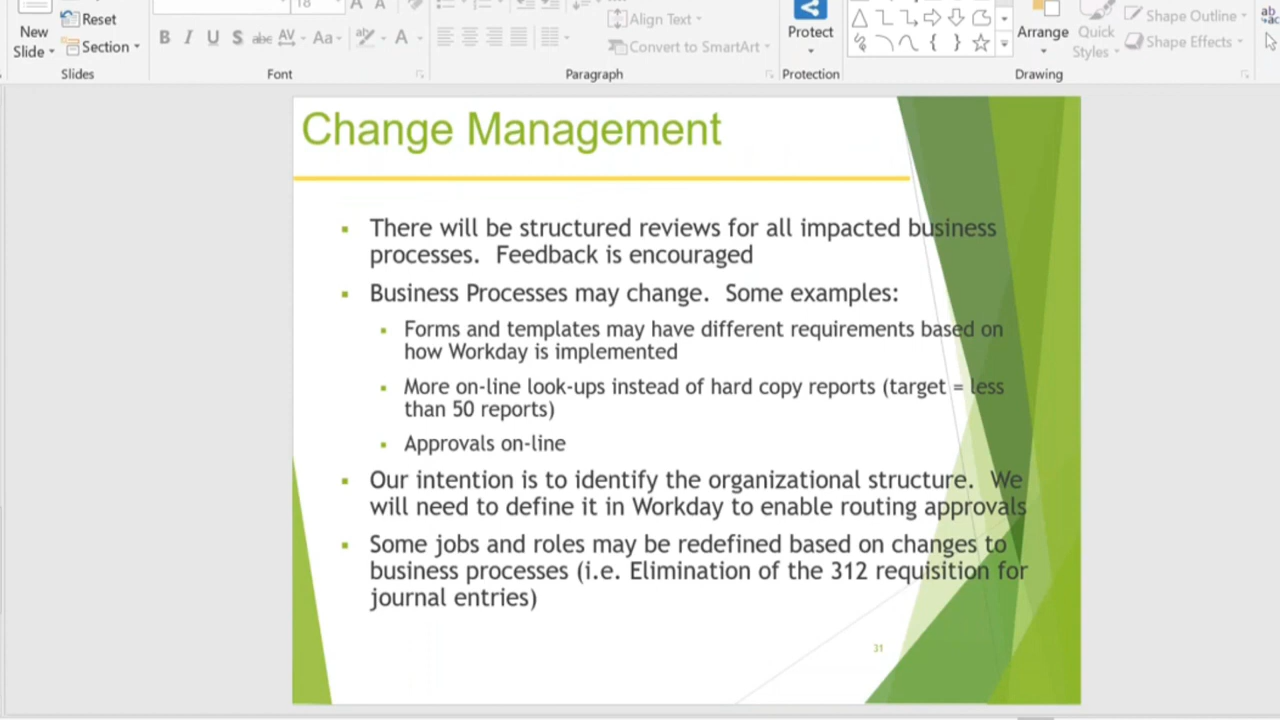 Reset
18
Align Text
New
Slide
Section
B I U S abc AV Aa A
Convert to SmartArt
Protect
Arrange
Quick
Styles
Shape Outline
Shape Effects
ab
Slides
Font
Paragraph
Protection
Drawing
Change Management
There will be structured reviews for all impacted business
processes.  Feedback is encouraged
Business Processes may change.  Some examples:
Forms and templates may have different requirements based on
how Workday is implemented
More on-line look-ups instead of hard copy reports (target = less
than 50 reports)
Approvals on-line
Our intention is to identify the organizational structure.  We
will need to define it in Workday to enable routing approvals
Some jobs and roles may be redefined based on changes to
business processes (i.e. Elimination of the 312 requisition for
journal entries)
31